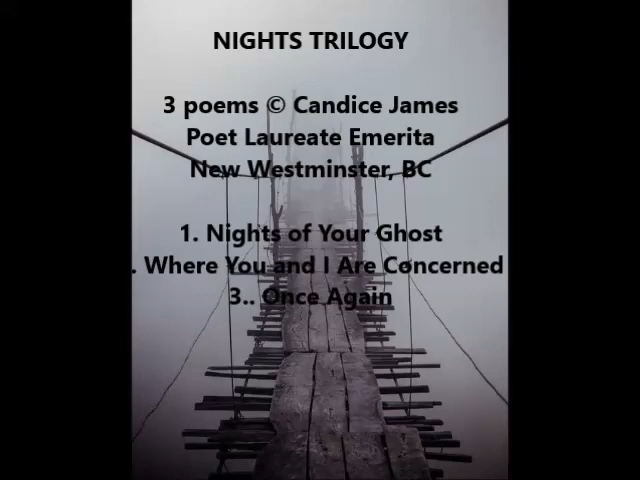 NIGHTS TRILOGY
3 poems © Candice James
Poet Laureate Emerita
New Westminster, BC
1. Nights of Your Ghost
. Where You and I Are Concerned
3.. Once Again